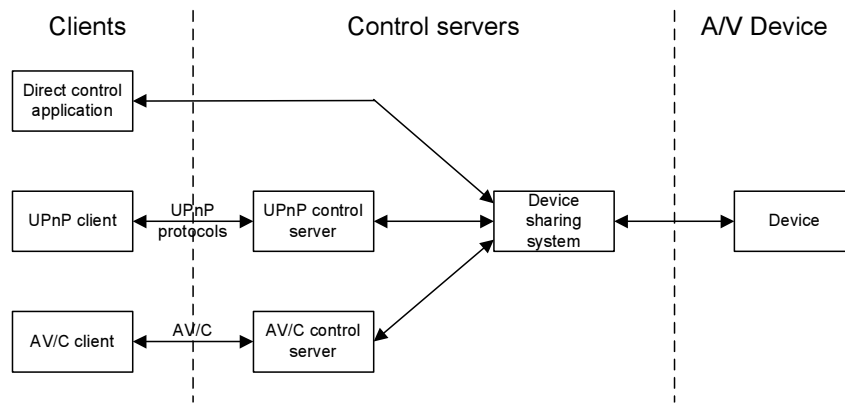 Clients
Control servers
A/V Device
Direct control
application
UPnP client
UPnP
protocols
UPnP control
server
Device
sharing
system
Device
AV/C client
AV/C
AV/C control
server